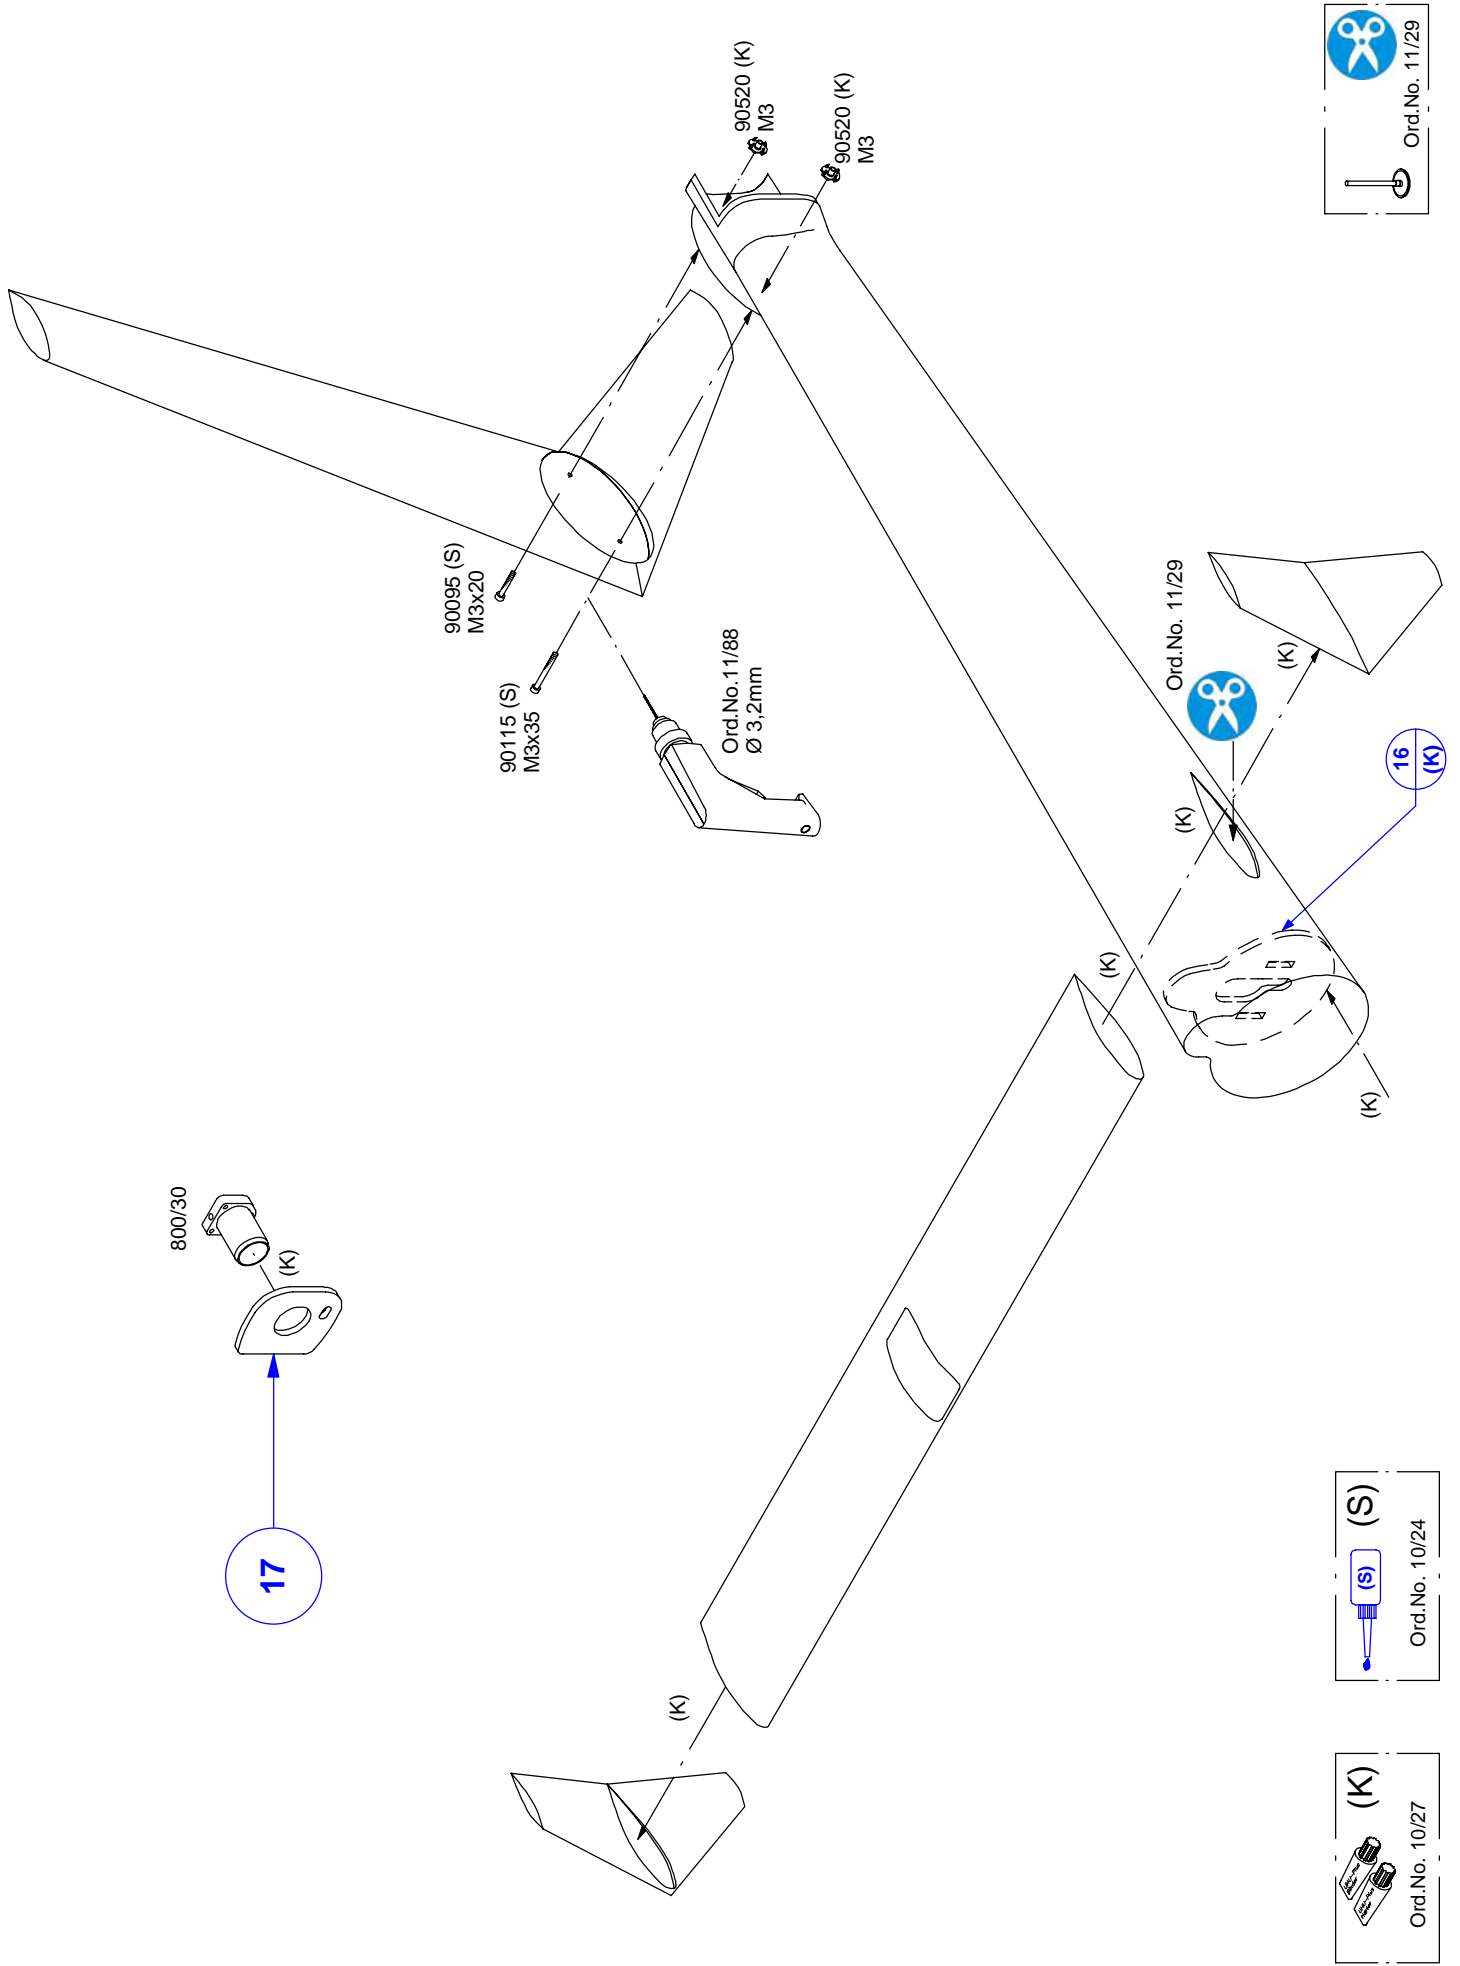 800/30
17
(K)
90095 (S)
M3x20
90115 (S)
M3x35
(K)
Ord.No.11/88
Ø 3,2mm
90520 (K)
M3
90520 (K)
M3
(K)
Ord.No. 11/29
(K)
(K)
(K)
16
(K)
(K)
Ord.No. 10/27
(S) (S)
Ord.No. 10/24
Ord.No. 11/29